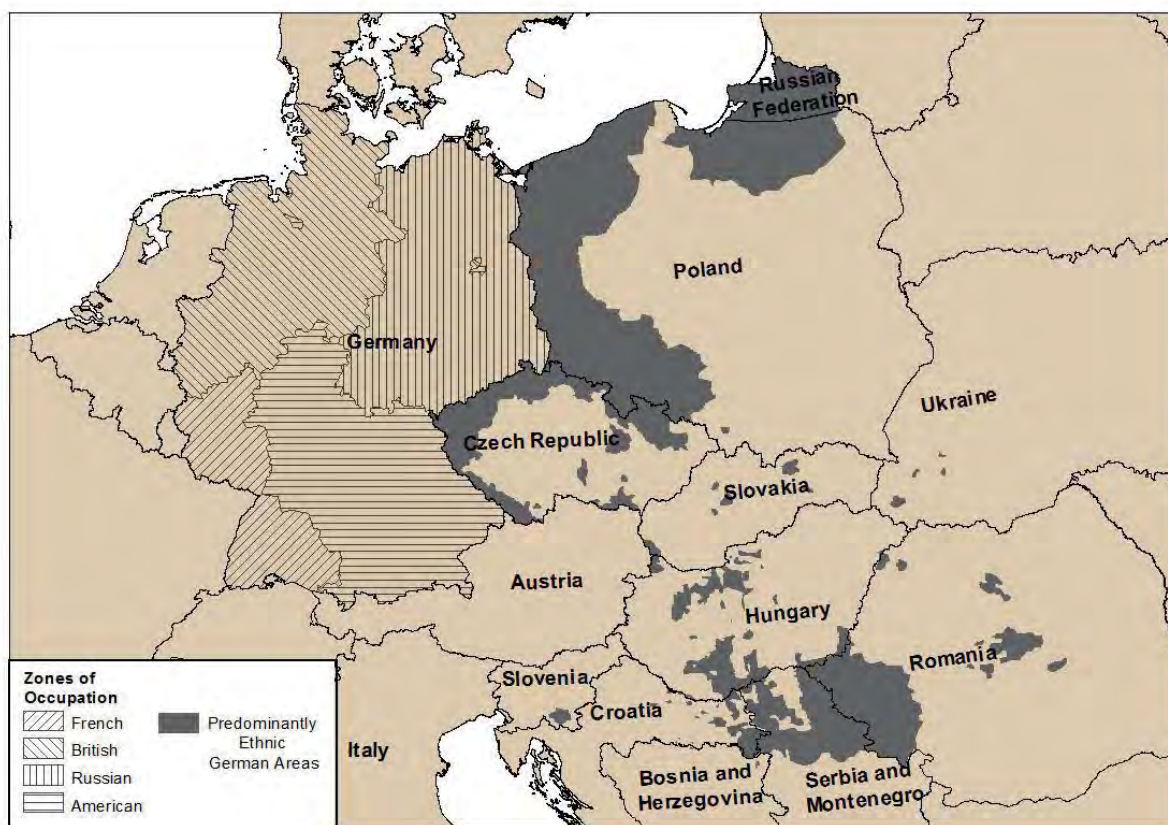 Russian
Federation
Poland
Germany
Ukraine
Czech Republic
Slovakia
Austria
Hungary
Romania
Slovenia
Croatia
Italy
Bosnia and
Herzegovina
Serbia and
Montenegro
Zones of
Occupation
French
British
Russian
American
Predominantly
Ethnic
German Areas